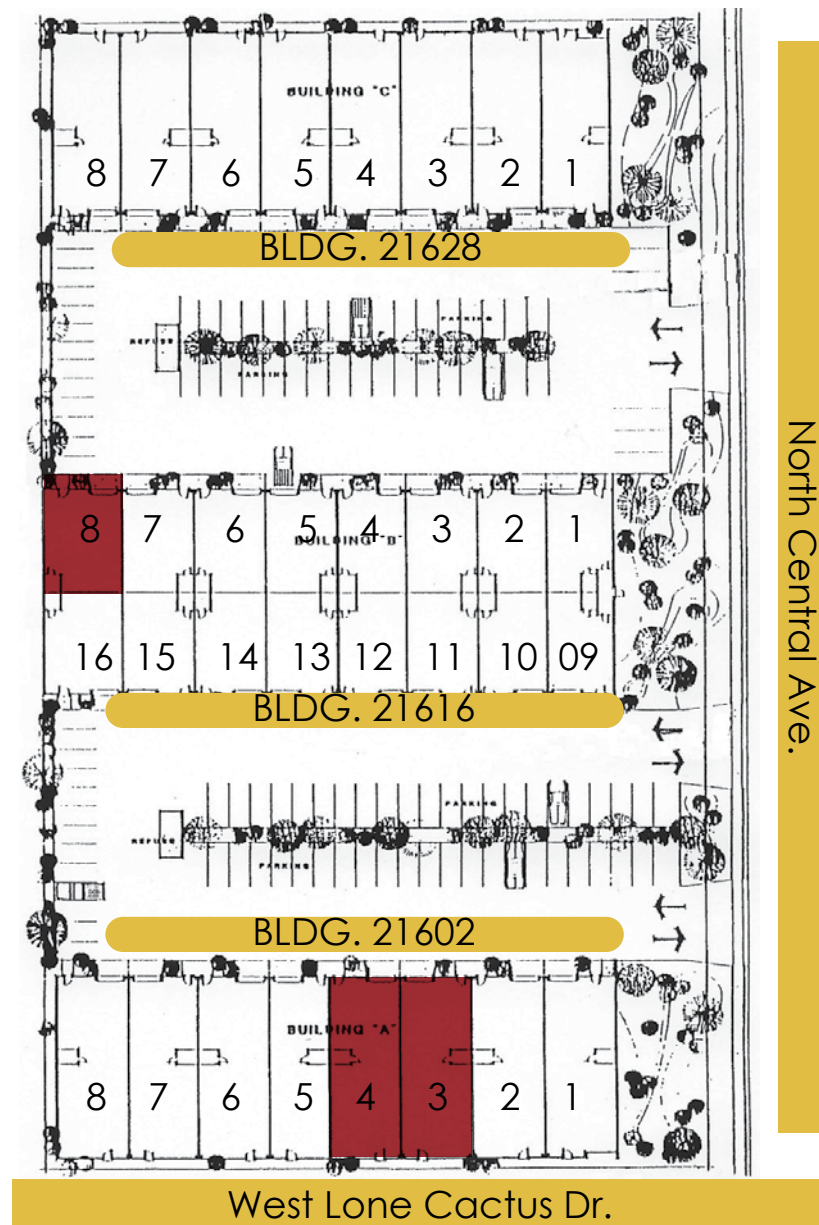 BUILDING "C"
8 7 6 5 4 3 2 1
BLDG. 21628
PARKING
REFUSE
PARKING
8 7 6 5 4 3 2 1
BUILDING "B"
16 15 14 13 12 11 10 09
BLDG. 21616
PARKING
REFUSE
PARKING
BLDG. 21602
BUILDING "A"
8 7 6 5 4 3 2 1
West Lone Cactus Dr.
North Central Ave.